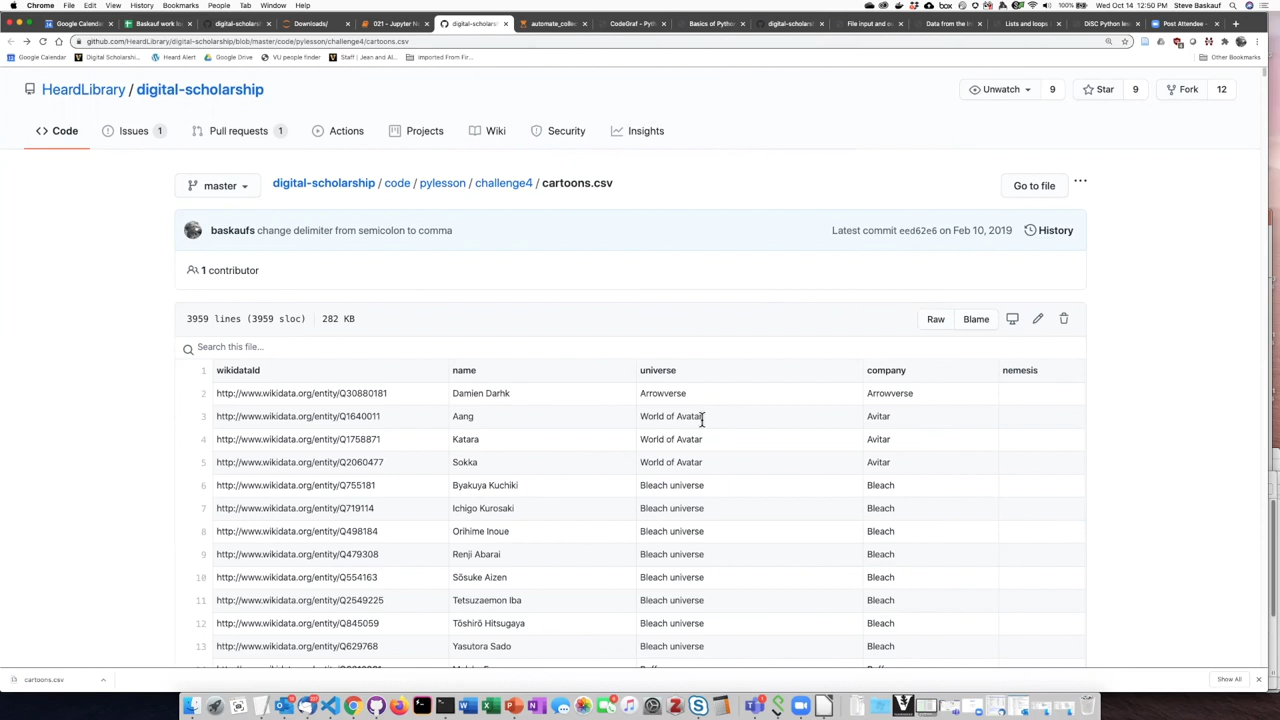 Chrome File Edit View History Bookmarks People Tab Window Help 100% Wed Oct 14 12:50 PM Steve Baskauf
Google Calendar Baskauf work digital-scholarship Downloads/ 021 - Jupyter digital-scholarsh automate_colle CodeGraf - Py Basics of Python digital-scholarsh File input and ou Data from the In Lists and loops DiSC Python les Post Attendee -
github.com/HeardLibrary/digital-scholarship/blob/master/code/pylesson/challenge4/cartoons.csv
Google Calendar Digital Scholarshi... Heard Alert Google Drive VU people finder Staff | Jean and Al... Imported From Fir... Other Bookmarks
HeardLibrary / digital-scholarship Unwatch 9 Star 9 Fork 12
Code Issues 1 Pull requests 1 Actions Projects Wiki Security Insights
master digital-scholarship / code / pylesson / challenge4 / cartoons.csv Go to file ...
baskaufs change delimiter from semicolon to comma Latest commit eed62e6 on Feb 10, 2019 History
1 contributor
3959 lines (3959 sloc) 282 KB Raw Blame
Search this file...
1 wikidataId name universe company nemesis
2 http://www.wikidata.org/entity/Q30880181 Damien Darhk Arrowverse Arrowverse
3 http://www.wikidata.org/entity/Q1640011 Aang World of Avatar Avitar
4 http://www.wikidata.org/entity/Q1758871 Katara World of Avatar Avitar
5 http://www.wikidata.org/entity/Q2060477 Sokka World of Avatar Avitar
6 http://www.wikidata.org/entity/Q755181 Byakuya Kuchiki Bleach universe Bleach
7 http://www.wikidata.org/entity/Q719114 Ichigo Kurosaki Bleach universe Bleach
8 http://www.wikidata.org/entity/Q498184 Orihime Inoue Bleach universe Bleach
9 http://www.wikidata.org/entity/Q479308 Renji Abarai Bleach universe Bleach
10 http://www.wikidata.org/entity/Q554163 Sōsuke Aizen Bleach universe Bleach
11 http://www.wikidata.org/entity/Q2549225 Tetsuzaemon Iba Bleach universe Bleach
12 http://www.wikidata.org/entity/Q845059 Tōshirō Hitsugaya Bleach universe Bleach
13 http://www.wikidata.org/entity/Q629768 Yasutora Sado Bleach universe Bleach
cartoons.csv Show All